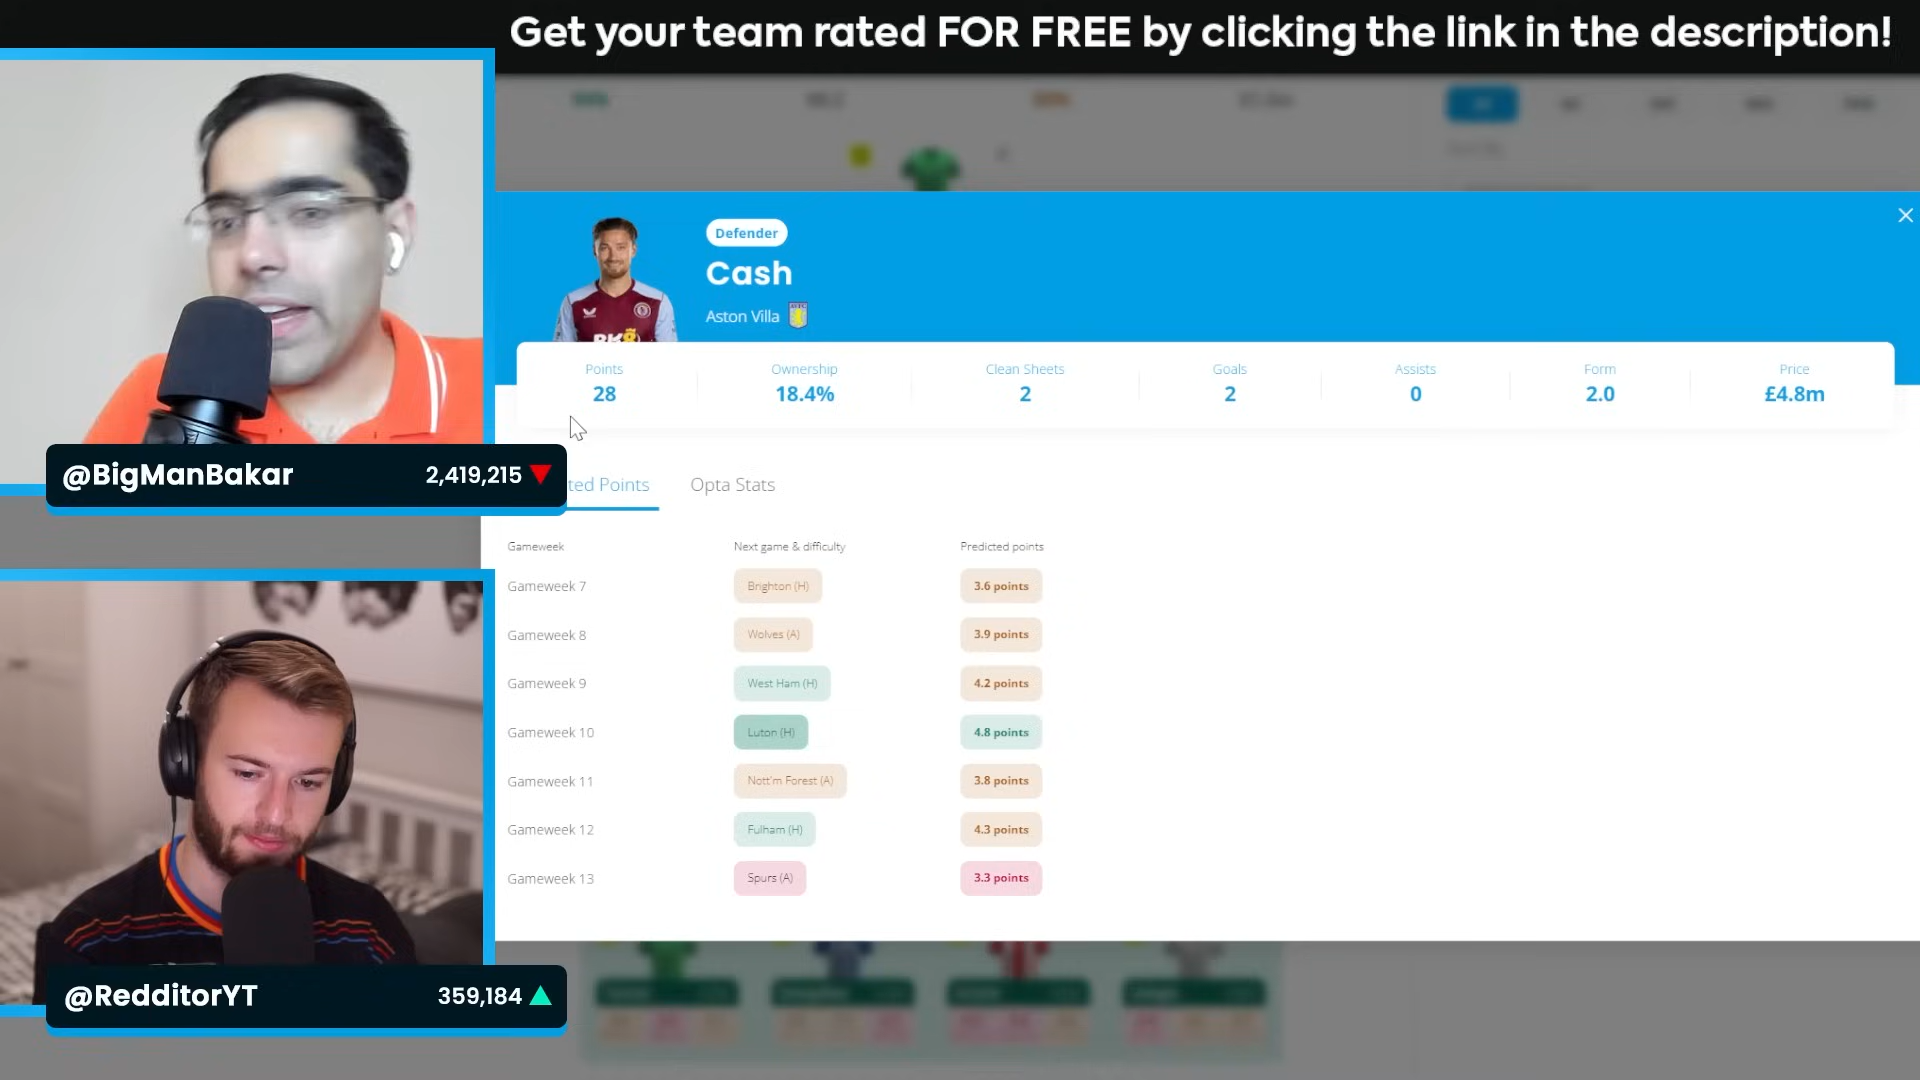 Get your team rated FOR FREE by clicking the link in the description!
Defender
Cash
Aston Villa
Points
28
Ownership
18.4%
Clean Sheets
2
Goals
2
Assists
0
Form
2.0
Price
£4.8m
@BigManBakar 2,419,215
ted Points Opta Stats
Gameweek Next game & difficulty Predicted points
Gameweek 7 Brighton (H) 3.6 points
Gameweek 8 Wolves (A) 3.9 points
Gameweek 9 West Ham (H) 4.2 points
Gameweek 10 Luton (H) 4.8 points
Gameweek 11 Nott'm Forest (A) 3.8 points
Gameweek 12 Fulham (H) 4.3 points
Gameweek 13 Spurs (A) 3.3 points
@RedditorYT 359,184